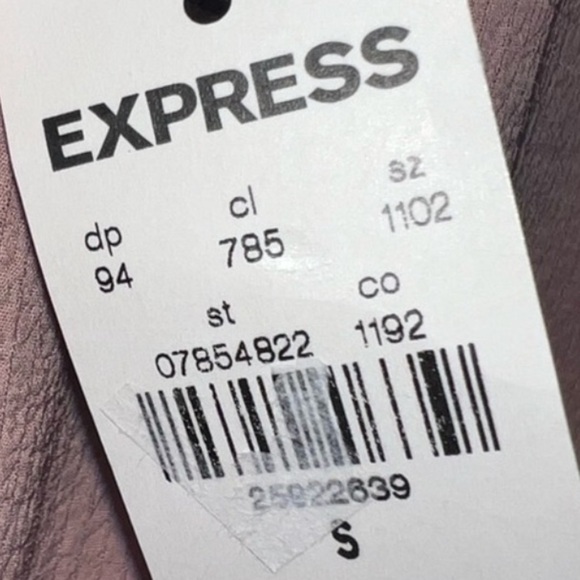 EXPRESS
dp cl sz
94 785 1102
st co
07854822 1192
25922639
S